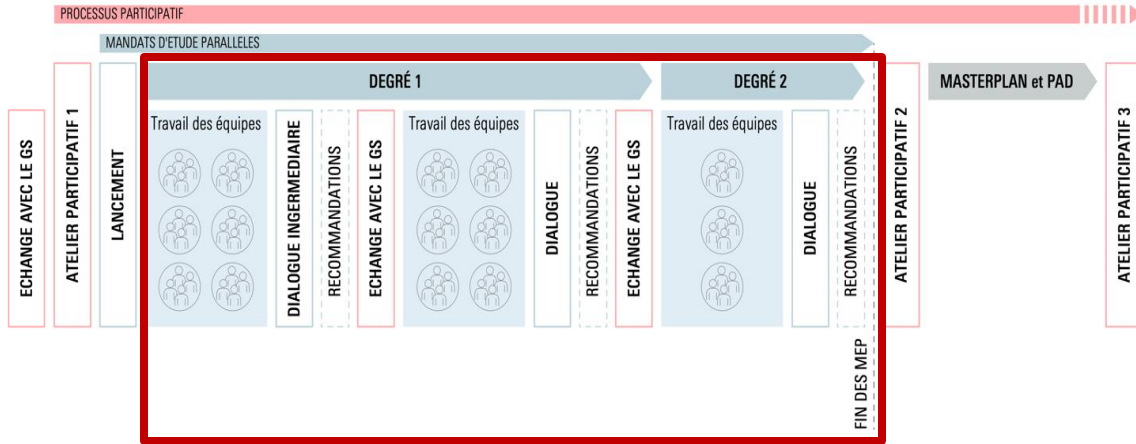 PROCESSUS PARTICIPATIF
MANDATS D'ETUDE PARALLELES
DEGRÉ 1
DEGRÉ 2
MASTERPLAN et PAD
ECHANGE AVEC LE GS
ATELIER PARTICIPATIF 1
LANCEMENT
Travail des équipes
DIALOGUE INGERMEDIAIRE
RECOMMANDATIONS
ECHANGE AVEC LE GS
Travail des équipes
DIALOGUE
RECOMMANDATIONS
ECHANGE AVEC LE GS
Travail des équipes
DIALOGUE
RECOMMANDATIONS
FIN DES MEP
ATELIER PARTICIPATIF 2
ATELIER PARTICIPATIF 3